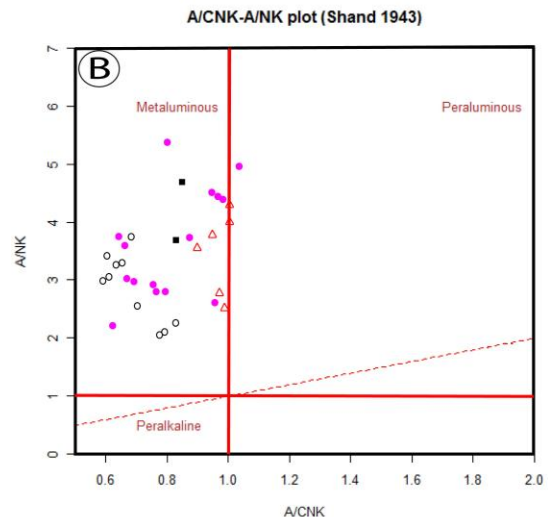 A/CNK-A/NK plot (Shand 1943)
B
Metaluminous
Peraluminous
Peralkaline
A/NK
7
6
5
4
3
2
1
0
0.6
0.8
1.0
1.2
1.4
1.6
1.8
2.0
A/CNK